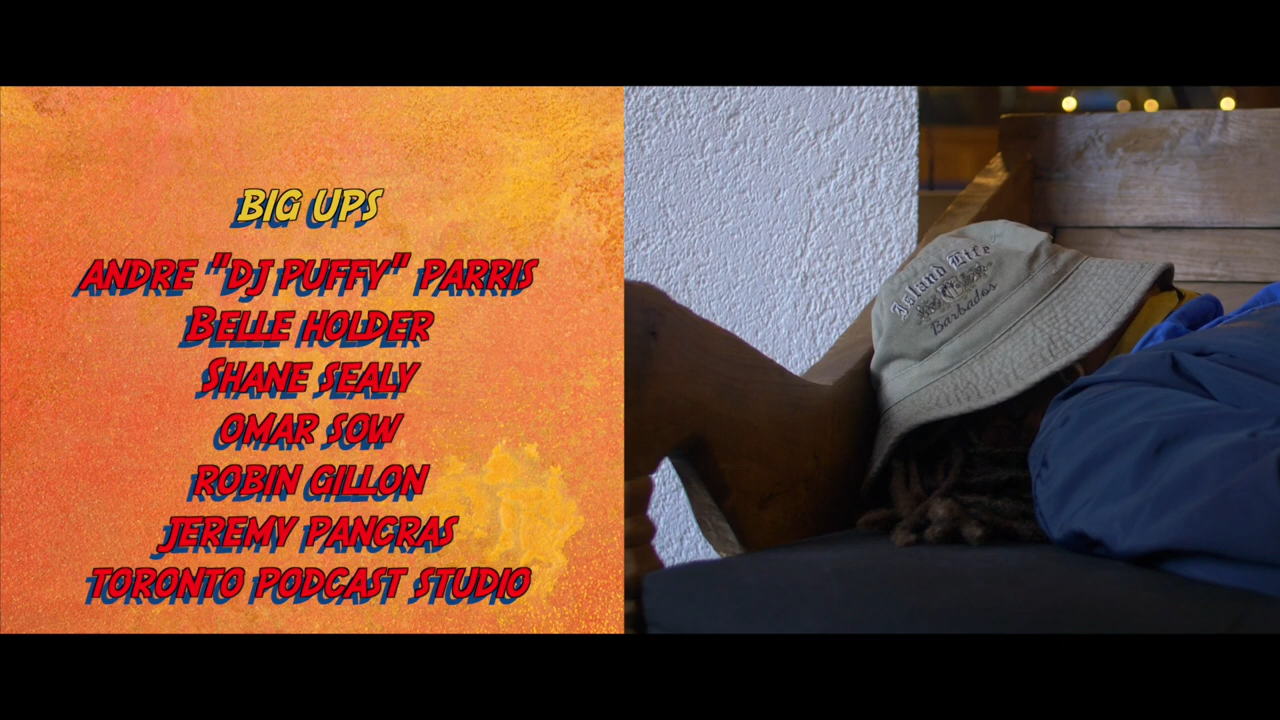 BIG UPS
ANDRE "DJ PUFFY" PARRIS
BELLE HOLDER
SHANE SEALY
OMAR SOW
ROBIN GILLON
JEREMY PANCRAS
TORONTO PODCAST STUDIO
Island Life
Barbados